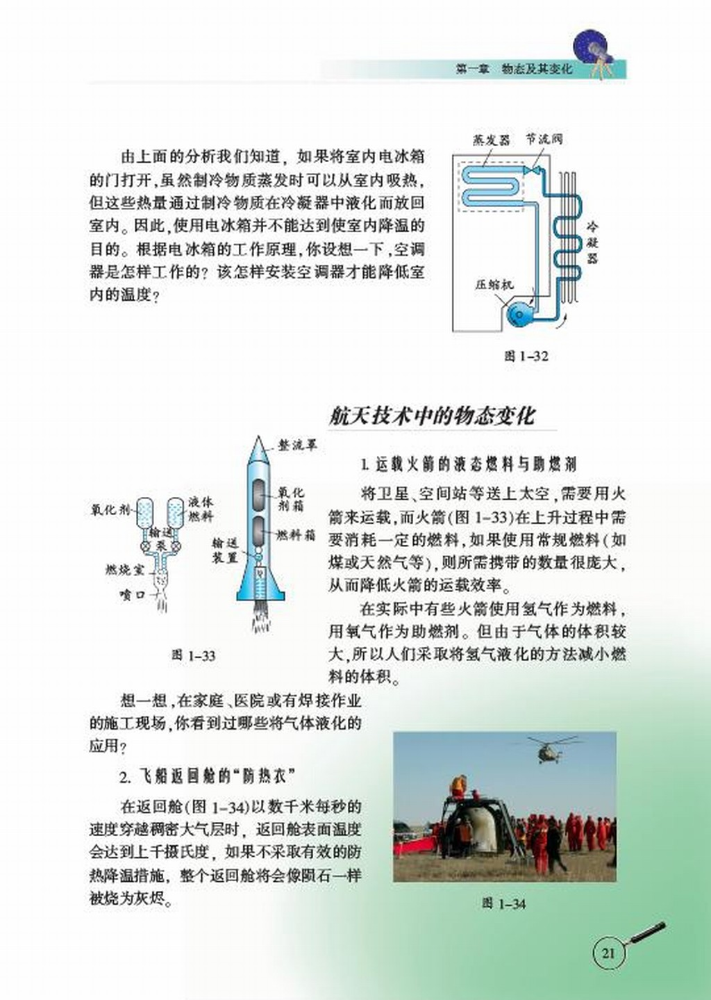 第一章 物态及其变化
由上面的分析我们知道，如果将室内电冰箱
的门打开，虽然制冷物质蒸发时可以从室内吸热，
但这些热量通过制冷物质在冷凝器中液化而放回
室内。因此，使用电冰箱并不能达到使室内降温的
目的。根据电冰箱的工作原理，你设想一下，空调
器是怎样工作的？该怎样安装空调器才能降低室
内的温度？
蒸发器 节流阀
冷凝器
压缩机
图 1-32
航天技术中的物态变化
整流罩
氧化剂箱
燃料箱
输送装置
氧化剂
液体燃料
输送泵
燃烧室
喷口
图 1-33
1. 运载火箭的液态燃料与助燃剂
将卫星、空间站等送上太空，需要用火
箭来运载，而火箭(图 1-33)在上升过程中需
要消耗一定的燃料，如果使用常规燃料(如
煤或天然气等)，则所需携带的数量很庞大，
从而降低火箭的运载效率。
在实际中有些火箭使用氢气作为燃料，
用氧气作为助燃剂。但由于气体的体积较
大，所以人们采取将氢气液化的方法减小燃
料的体积。
想一想，在家庭、医院或有焊接作业
的施工现场，你看到过哪些将气体液化的
应用？
2. 飞船返回舱的“防热衣”
在返回舱(图 1-34)以数千米每秒的
速度穿越稠密大气层时，返回舱表面温度
会达到上千摄氏度，如果不采取有效的防
热降温措施，整个返回舱将会像陨石一样
被烧为灰烬。
图 1-34
21